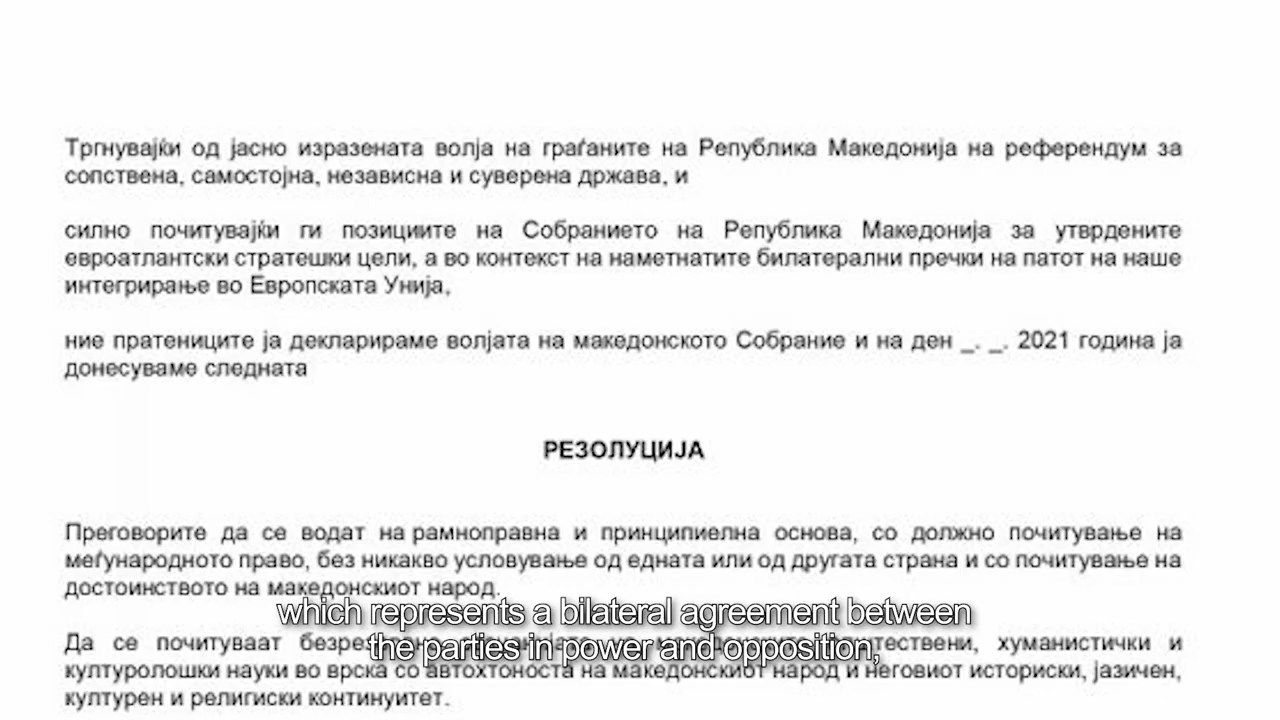 Тргнувајќи од јасно изразената волја на граѓаните на Република Македонија на референдум за
сопствена, самостојна, независна и суверена држава, и
силно почитувајќи ги позициите на Собранието на Република Македонија за утврдените
евроатлантски стратешки цели, а во контекст на наметнатите билатерални пречки на патот на наше
интегрирање во Европската Унија,
ние пратениците ја декларираме волјата на македонското Собрание и на ден _. _. 2021 година ја
донесуваме следната
РЕЗОЛУЦИЈА
Преговорите да се водат на рамноправна и принципиелна основа, со должно почитување на
меѓународното право, без никакво условување од едната или од другата страна и со почитување на
достоинството на македонскиот народ.
which represents a bilateral agreement between
Да се почитуваат хуманистички и
the parties in power and opposition,
културолошки науки во врска со автохтоноста на македонскиот народ и неговиот историски, јазичен,
културен и религиски континуитет.